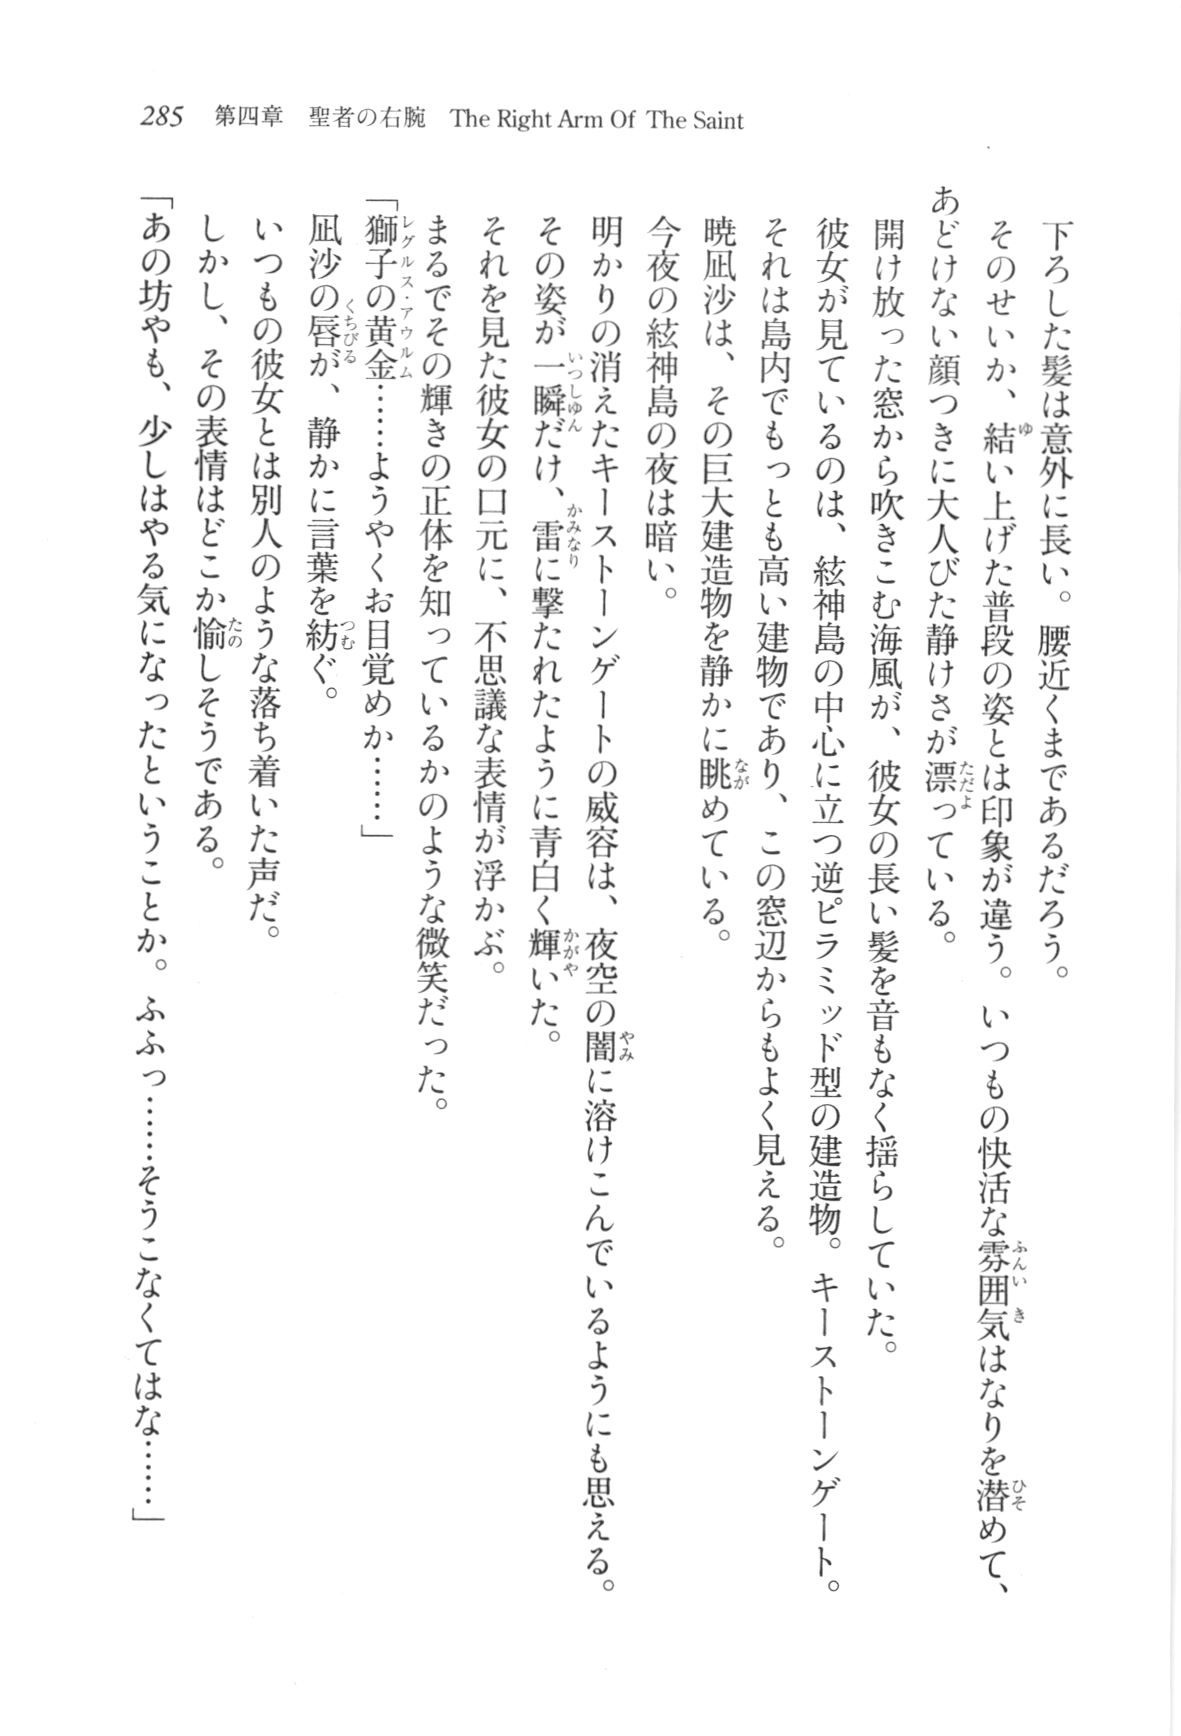 285 第四章 聖者の右腕 The Right Arm Of The Saint
下ろした髪は意外に長い。腰近くまであるだろう。
そのせいか、結い上げた普段の姿とは印象が違う。いつもの快活な雰囲気はなりを潜めて、
あどけない顔つきに大人びた静けさが漂っている。
開け放った窓から吹きこむ海風が、彼女の長い髪を音もなく揺らしていた。
彼女が見ているのは、絃神島の中心に立つ逆ピラミッド型の建造物。キーストーンゲート。
それは島内でもっとも高い建物であり、この窓辺からもよく見える。
暁凪沙は、その巨大建造物を静かに眺めている。
今夜の絃神島の夜は暗い。
明かりの消えたキーストーンゲートの威容は、夜空の闇に溶けこんでいるようにも思える。
その姿が一瞬だけ、雷に撃たれたように青白く輝いた。
それを見た彼女の口元に、不思議な表情が浮かぶ。
まるでその輝きの正体を知っているかのような微笑だった。
「獅子の黄金……ようやくお目覚めか……」
凪沙の唇が、静かに言葉を紡ぐ。
いつもの彼女とは別人のような落ち着いた声だ。
しかし、その表情はどこか愉しそうである。
「あの坊やも、少しはやる気になったということか。ふふっ……そうこなくてはな……」